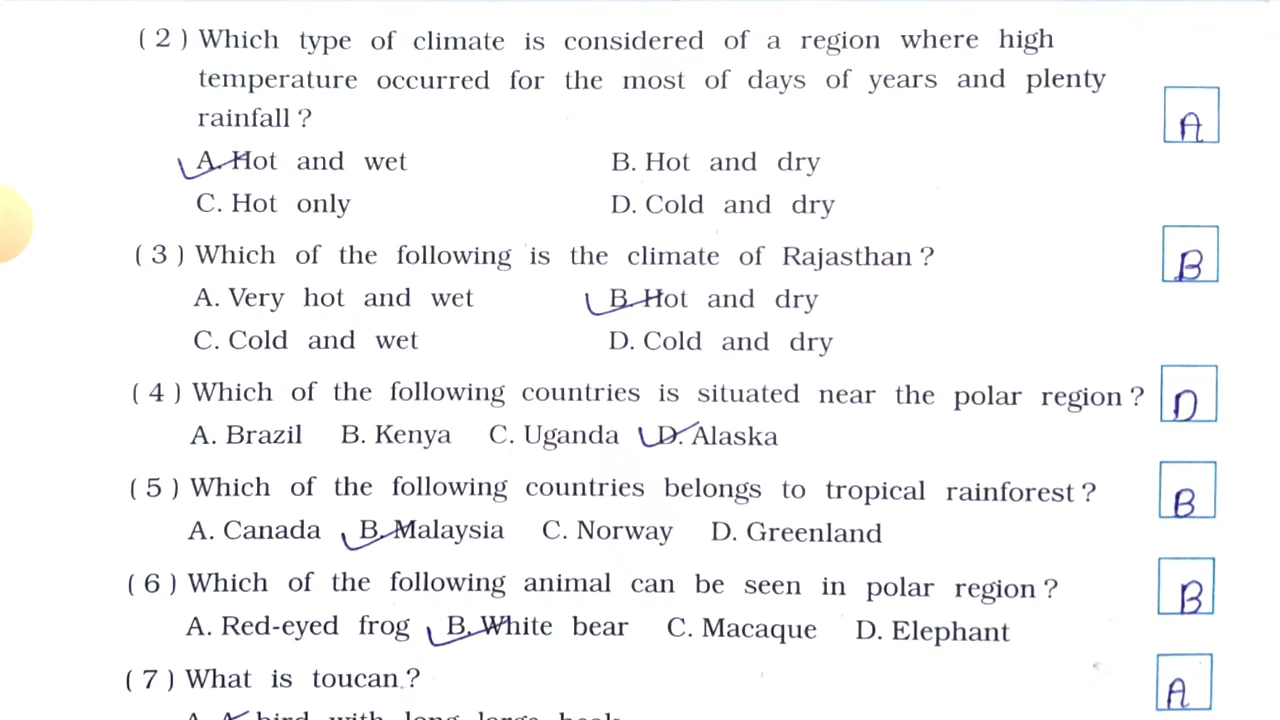 ( 2 ) Which type of climate is considered of a region where high
temperature occurred for the most of days of years and plenty
rainfall ?
A
A. Hot and wet B. Hot and dry
C. Hot only D. Cold and dry
( 3 ) Which of the following is the climate of Rajasthan ? B
A. Very hot and wet B. Hot and dry
C. Cold and wet D. Cold and dry
( 4 ) Which of the following countries is situated near the polar region ? D
A. Brazil B. Kenya C. Uganda D. Alaska
( 5 ) Which of the following countries belongs to tropical rainforest ? B
A. Canada B. Malaysia C. Norway D. Greenland
( 6 ) Which of the following animal can be seen in polar region ? B
A. Red-eyed frog B. White bear C. Macaque D. Elephant
( 7 ) What is toucan ? A
A. A bird with long large beak